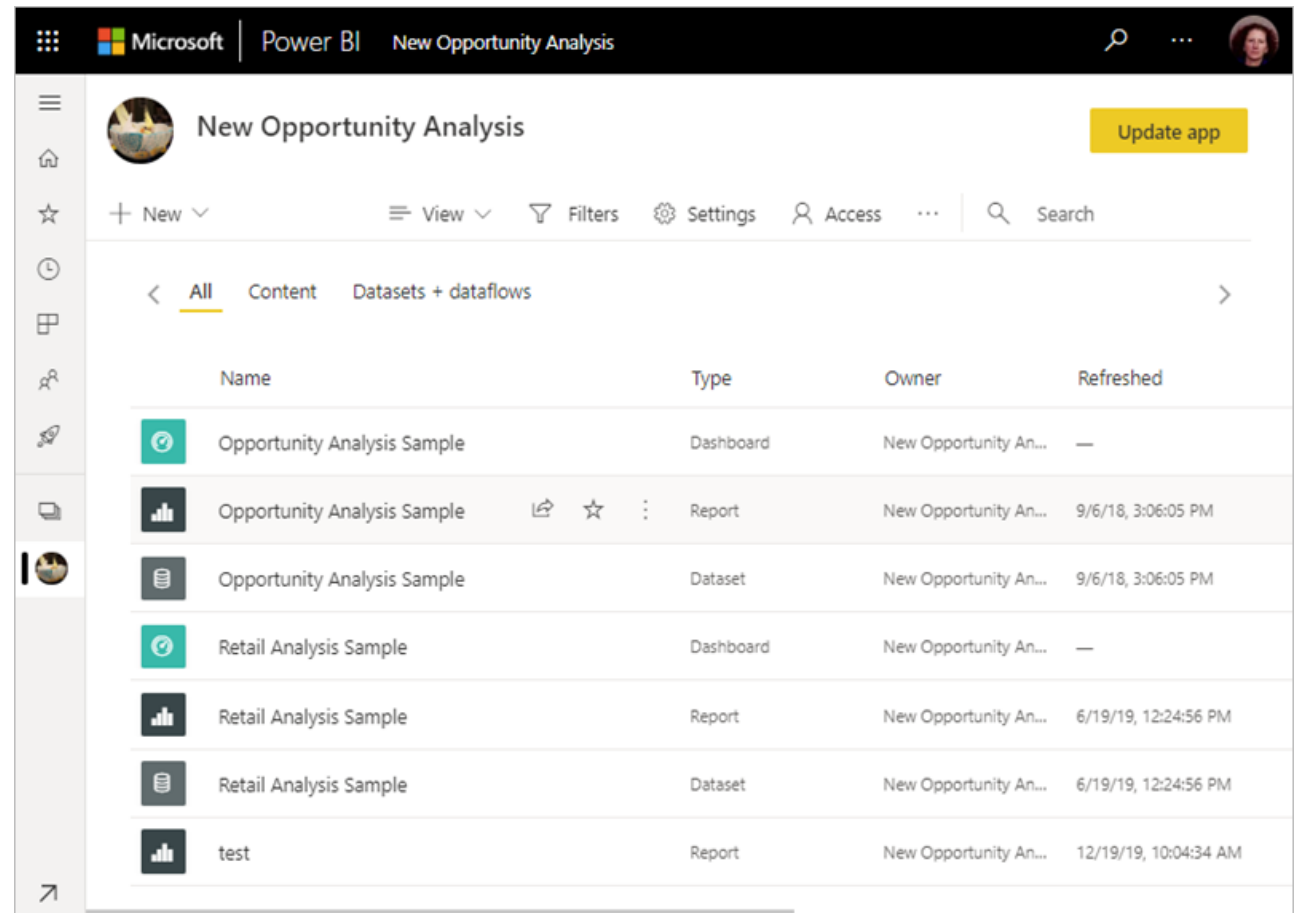 Microsoft Power BI New Opportunity Analysis
New Opportunity Analysis
Update app
New View Filters Settings Access ... Search
All Content Datasets + dataflows
Name Type Owner Refreshed
Opportunity Analysis Sample Dashboard New Opportunity An... —
Opportunity Analysis Sample Report New Opportunity An... 9/6/18, 3:06:05 PM
Opportunity Analysis Sample Dataset New Opportunity An... 9/6/18, 3:06:05 PM
Retail Analysis Sample Dashboard New Opportunity An... —
Retail Analysis Sample Report New Opportunity An... 6/19/19, 12:24:56 PM
Retail Analysis Sample Dataset New Opportunity An... 6/19/19, 12:24:56 PM
test Report New Opportunity An... 12/19/19, 10:04:34 AM